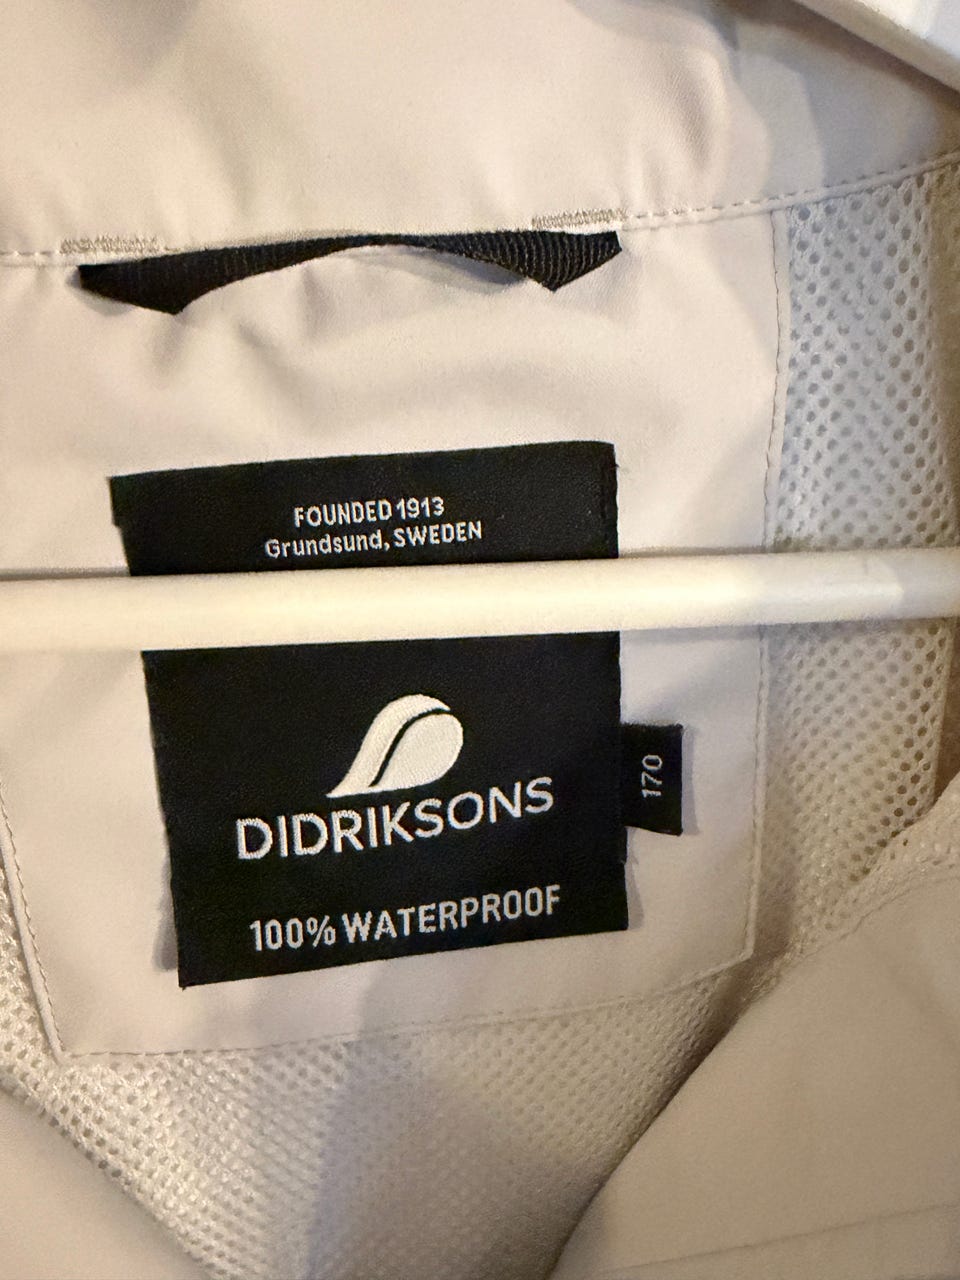 FOUNDED 1913
Grundsund, SWEDEN
DIDRIKSONS
170
100% WATERPROOF